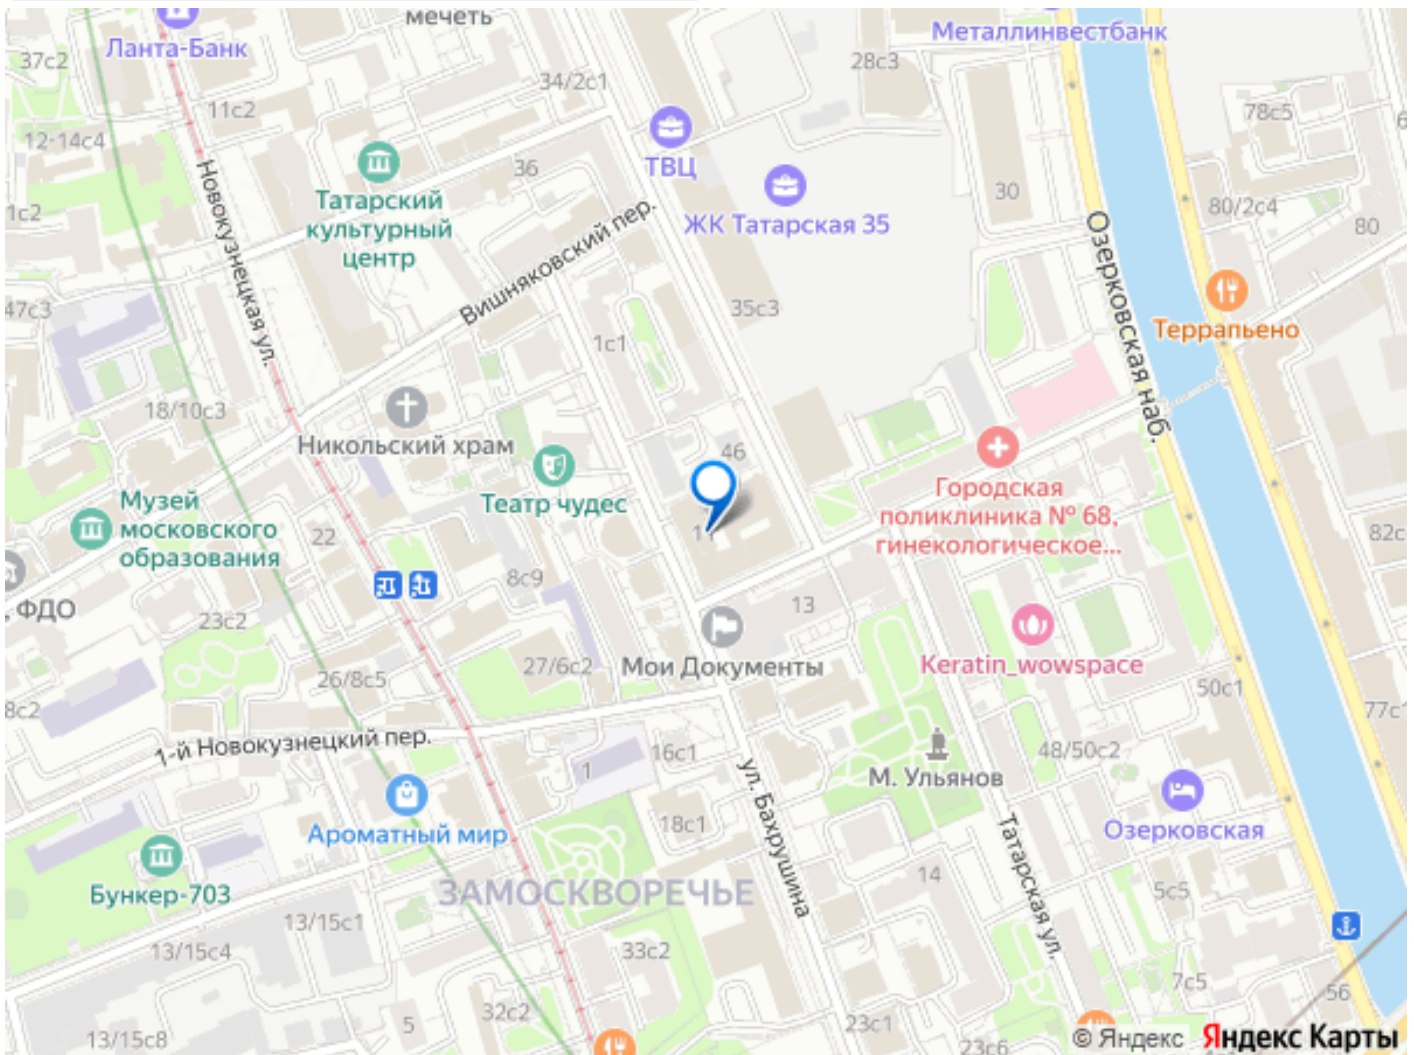 мечеть
Металлинвестбанк
Ланта-Банк
37с2
28с3
34/2с1
11с2
78с5
12-14с4
ТВЦ
36
Татарский
культурный
центр
ЖК Татарская 35
30
80/2с4
80
1с2
Новокузнецкая ул.
Вишняковский пер.
Озерковская наб.
47с3
35с3
Террапьено
1с1
18/10с3
Никольский храм
46
Театр чудес
Городская
поликлиника № 68,
гинекологическое...
Музей
московского
образования
22
11
82с
8с9
ФДО
23с2
13
Мои Документы
Keratin_wowspace
27/6с2
26/8с5
50с1
8с2
77с1
1-й Новокузнецкий пер.
16с1
1
48/50с2
М. Ульянов
ул. Бахрушина
Ароматный мир
18с1
Татарская ул.
Озерковская
14
Бункер-703
ЗАМОСКВОРЕЧЬЕ
5с5
13/15с1
13/15с4
33с2
7с5
56
32с2
5
23с1
13/15с8
23с6
© Яндекс Яндекс Карты